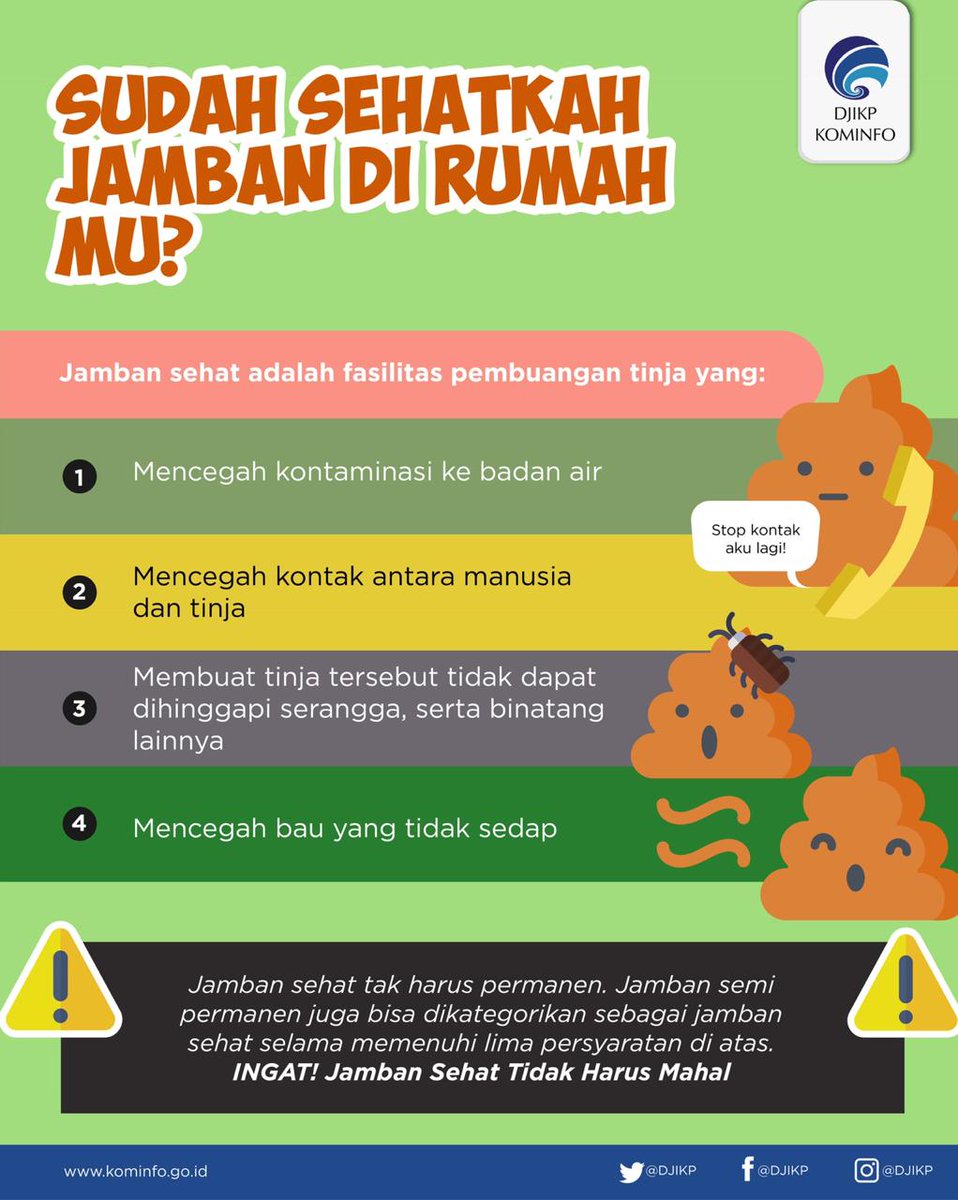 DJIKP
KOMINFO
SUDAH SEHATKAH
JAMBAN DI RUMAH
MU?
Jamban sehat adalah fasilitas pembuangan tinja yang:
1
Mencegah kontaminasi ke badan air
Stop kontak
aku lagi!
2
Mencegah kontak antara manusia
dan tinja
3
Membuat tinja tersebut tidak dapat
dihinggapi serangga, serta binatang
lainnya
4
Mencegah bau yang tidak sedap
Jamban sehat tak harus permanen. Jamban semi
permanen juga bisa dikategorikan sebagai jamban
sehat selama memenuhi lima persyaratan di atas.
INGAT! Jamban Sehat Tidak Harus Mahal
www.kominfo.go.id
@DJIKP
@DJIKP
@DJIKP